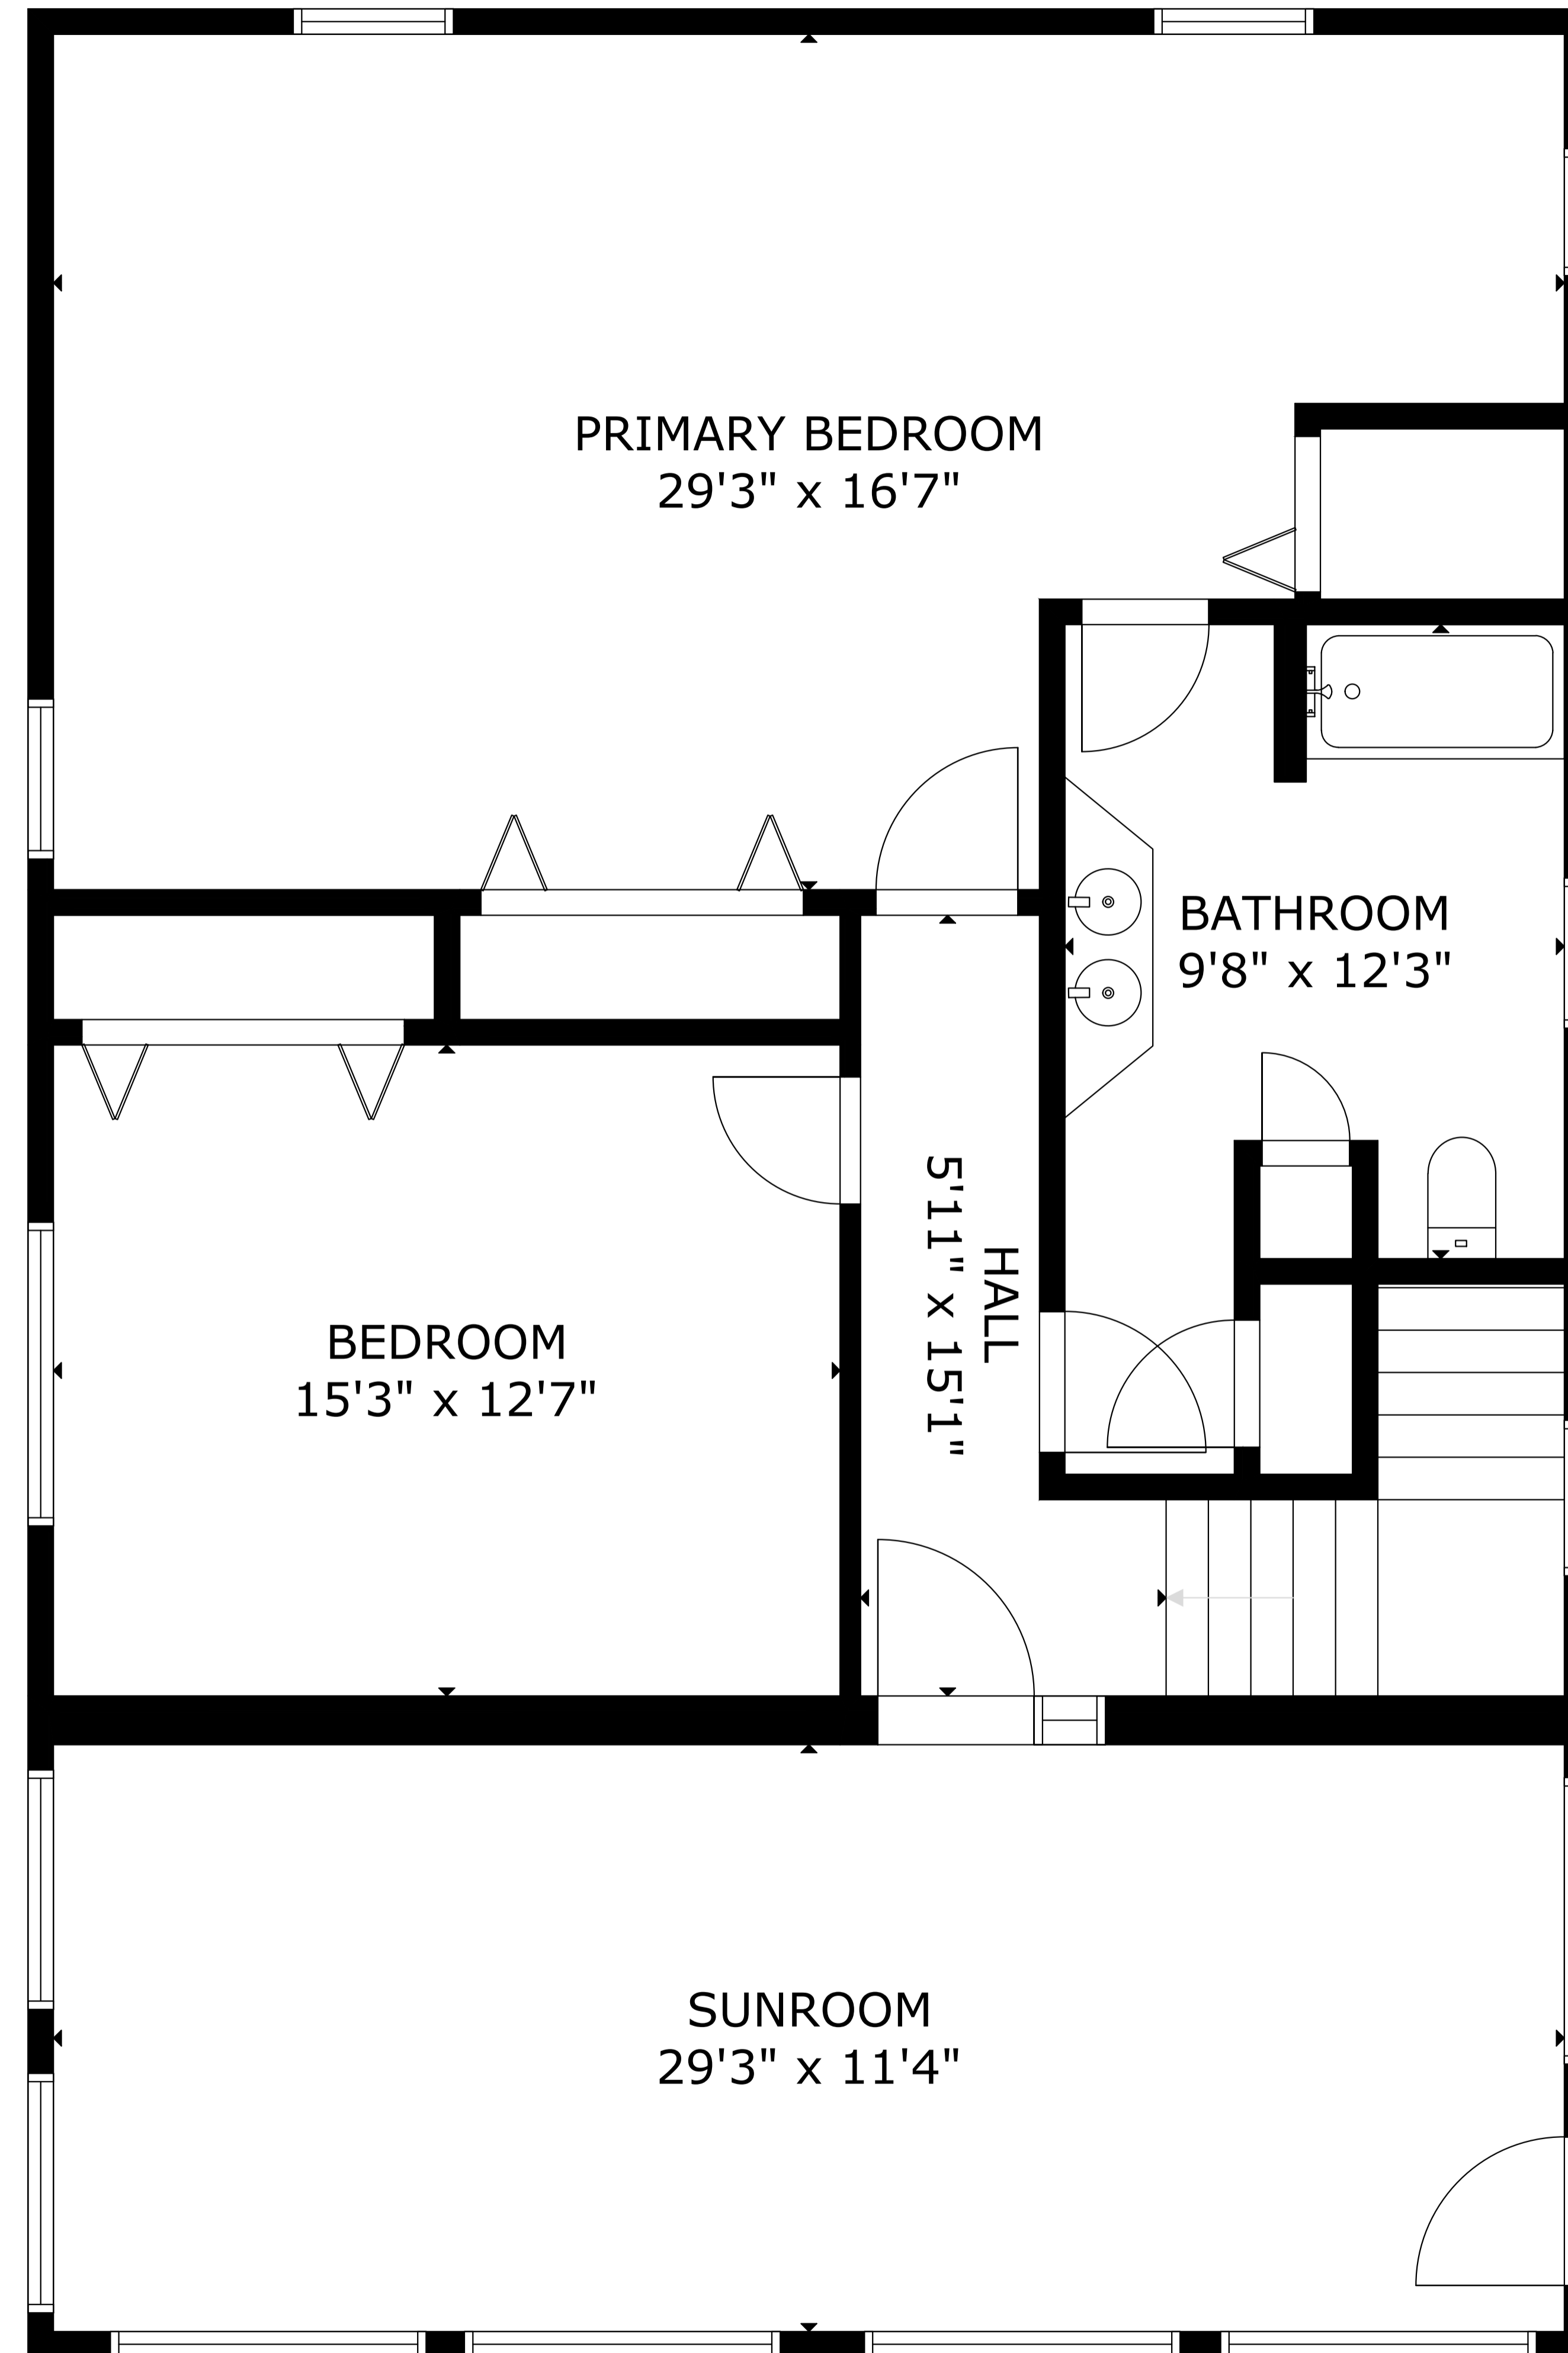 PRIMARY BEDROOM
29'3" x 16'7"
BATHROOM
9'8" x 12'3"
HALL
5'11" x 15'1"
BEDROOM
15'3" x 12'7"
SUNROOM
29'3" x 11'4"